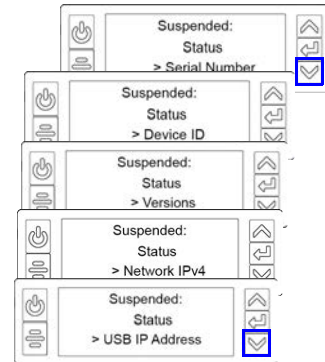 Suspended:
Status
> Serial Number
Suspended:
Status
> Device ID
Suspended:
Status
> Versions
Suspended:
Status
> Network IPv4
Suspended:
Status
> USB IP Address